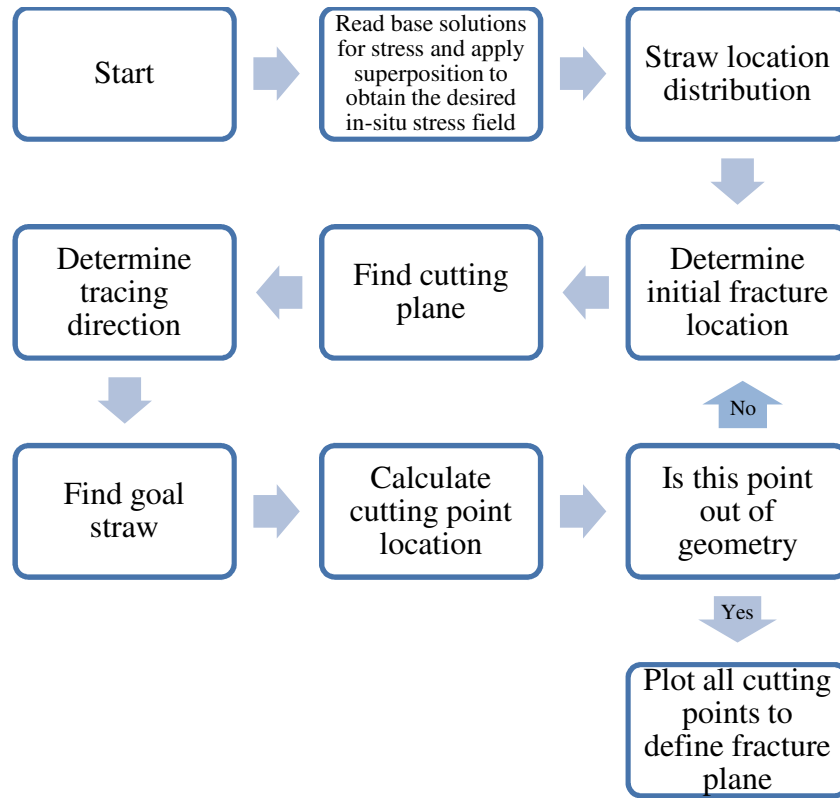 Start
Read base solutions
for stress and apply
superposition to
obtain the desired
in-situ stress field
Straw location
distribution
Determine
initial fracture
location
Find cutting
plane
Determine
tracing
direction
Find goal
straw
Calculate
cutting point
location
Is this point
out of
geometry
No
Yes
Plot all cutting
points to
define fracture
plane